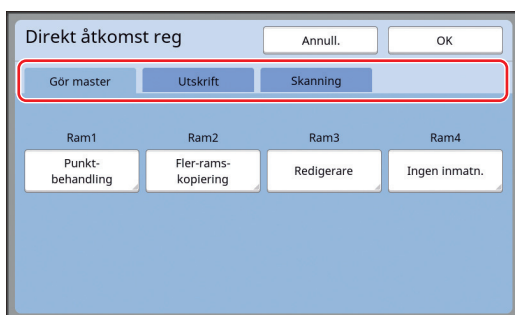 Direkt åtkomst reg
Annull.
OK
Gör master
Utskrift
Skanning
Ram1
Ram2
Ram3
Ram4
Punkt-
behandling
Fler-rams-
kopiering
Redigerare
Ingen inmatn.